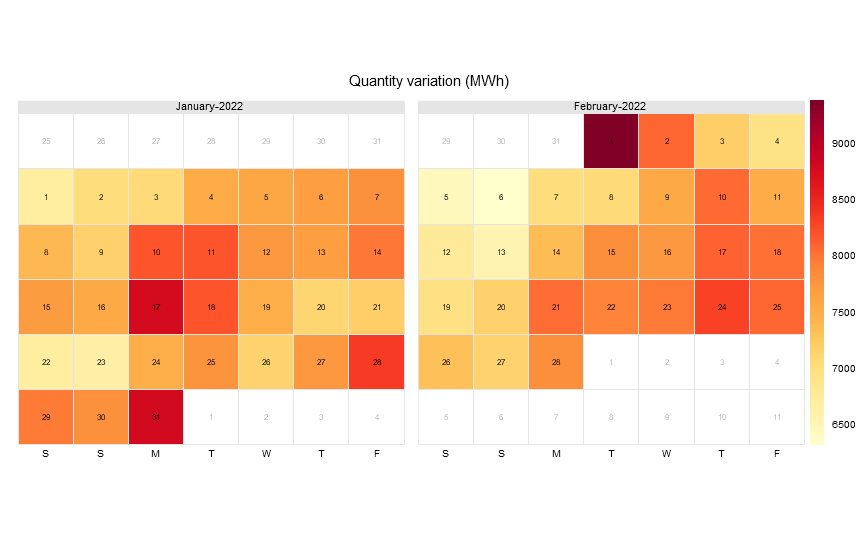 Quantity variation (MWh)
January-2022
February-2022
25 26 27 28 29 30 31
1 2 3 4 5 6 7
8 9 10 11 12 13 14
15 16 17 18 19 20 21
22 23 24 25 26 27 28
29 30 31 1 2 3 4
S S M T W T F
29 30 31 1 2 3 4
5 6 7 8 9 10 11
12 13 14 15 16 17 18
19 20 21 22 23 24 25
26 27 28 1 2 3 4
5 6 7 8 9 10 11
S S M T W T F
9000
8500
8000
7500
7000
6500